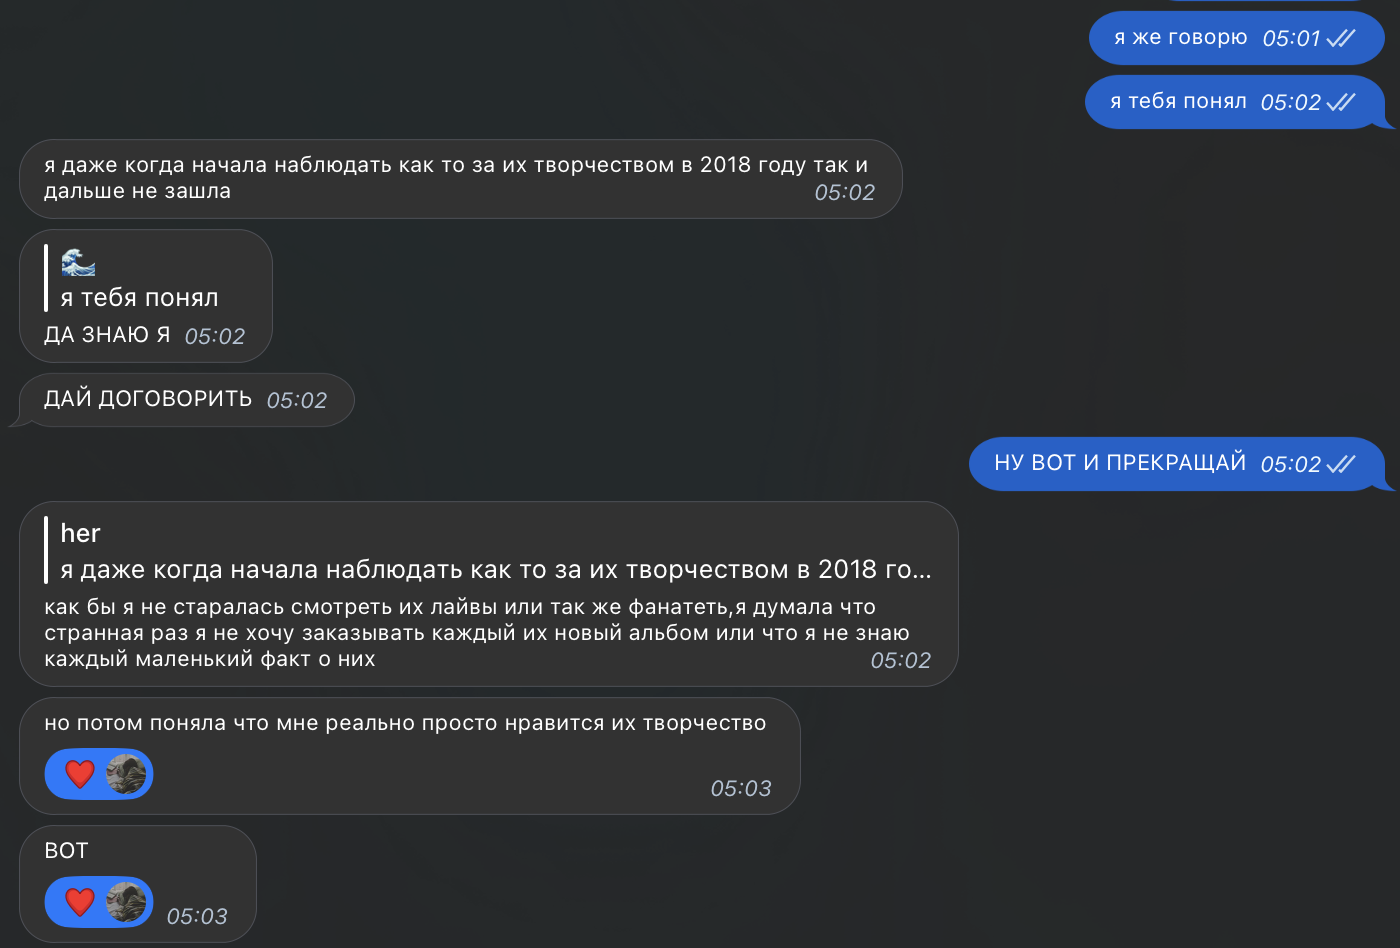 я же говорю 05:01
я тебя понял 05:02
я даже когда начала наблюдать как то за их творчеством в 2018 году так и
дальше не зашла 05:02
🌊
я тебя понял
ДА ЗНАЮ Я 05:02
ДАЙ ДОГОВОРИТЬ 05:02
НУ ВОТ И ПРЕКРАЩАЙ 05:02
her
я даже когда начала наблюдать как то за их творчеством в 2018 го...
как бы я не старалась смотреть их лайвы или так же фанатеть,я думала что
странная раз я не хочу заказывать каждый их новый альбом или что я не знаю
каждый маленький факт о них 05:02
но потом поняла что мне реально просто нравится их творчество
05:03
ВОТ
05:03